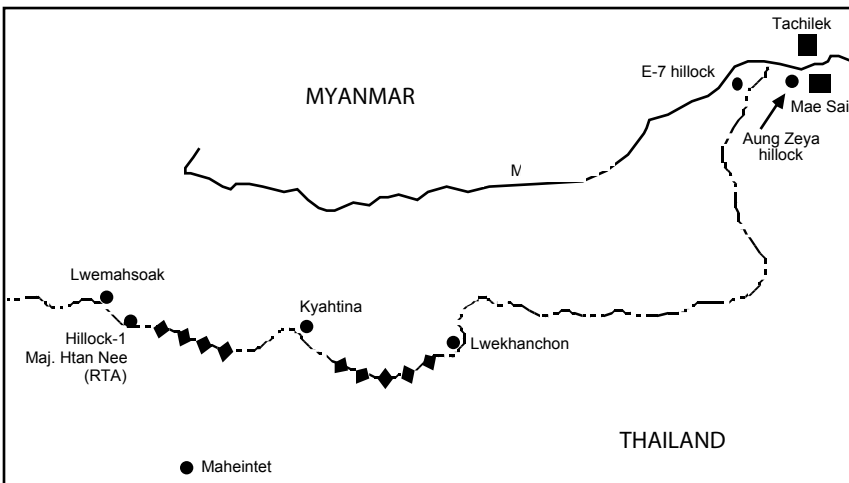 Tachilek
E-7 hillock
MYANMAR
Mae Sai
Aung Zeya
hillock
M
Lwemahsoak
Kyahtina
Hillock-1
Maj. Htan Nee
(RTA)
Lwekhanchon
THAILAND
Maheintet